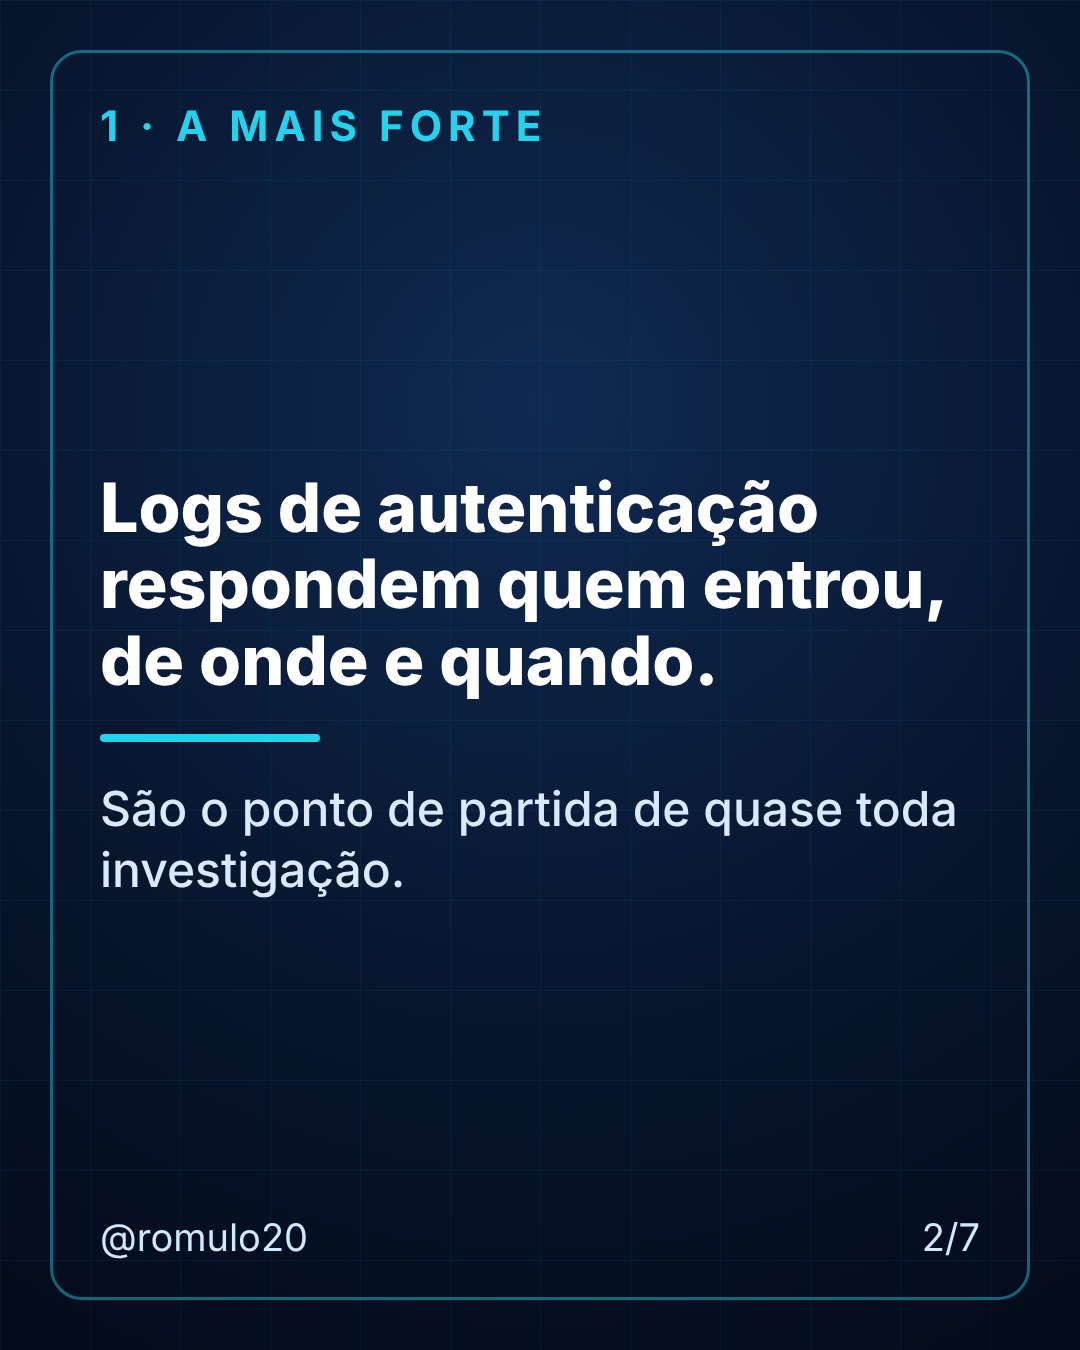 1 · A MAIS FORTE
Logs de autenticação
respondem quem entrou,
de onde e quando.
São o ponto de partida de quase toda
investigação.
@romulo20
2/7